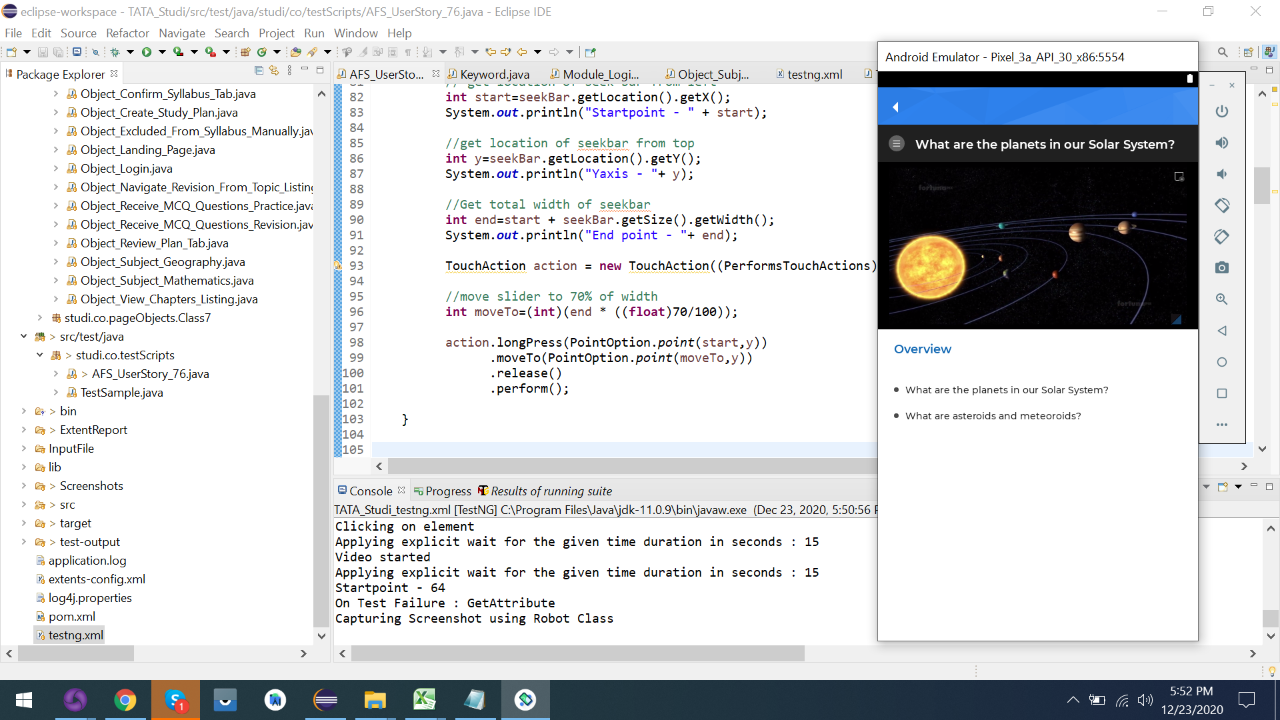 eclipse-workspace - TATA_Studi/src/test/java/studi/co/testScripts/AFS_UserStory_76.java - Eclipse IDE
File Edit Source Refactor Navigate Search Project Run Window Help
Package Explorer
Object_Confirm_Syllabus_Tab.java
Object_Create_Study_Plan.java
Object_Excluded_From_Syllabus_Manually.jav
Object_Landing_Page.java
Object_Login.java
Object_Navigate_Revision_From_Topic_Listing
Object_Receive_MCQ_Questions_Practice.java
Object_Receive_MCQ_Questions_Revision.jav
Object_Review_Plan_Tab.java
Object_Subject_Geography.java
Object_Subject_Mathematics.java
Object_View_Chapters_Listing.java
studi.co.pageObjects.Class7
> src/test/java
> studi.co.testScripts
> AFS_UserStory_76.java
TestSample.java
> bin
> ExtentReport
InputFile
lib
> Screenshots
> src
> target
> test-output
application.log
extents-config.xml
log4j.properties
pom.xml
testng.xml
AFS_UserSto... Keyword.java Module_Logi... Object_Subj... testng.xml
81 // get location of seek bar from left
82 int start=seekBar.getLocation().getX();
83 System.out.println("Startpoint - " + start);
84
85 //get location of seekbar from top
86 int y=seekBar.getLocation().getY();
87 System.out.println("Yaxis - "+ y);
88
89 //Get total width of seekbar
90 int end=start + seekBar.getSize().getWidth();
91 System.out.println("End point - "+ end);
92
93 TouchAction action = new TouchAction((PerformsTouchActions)
94
95 //move slider to 70% of width
96 int moveTo=(int)(end * ((float)70/100));
97
98 action.longPress(PointOption.point(start,y))
99 .moveTo(PointOption.point(moveTo,y))
100 .release()
101 .perform();
102
103 }
104
105
Console Progress Results of running suite
TATA_Studi_testng.xml [TestNG] C:\Program Files\Java\jdk-11.0.9\bin\javaw.exe (Dec 23, 2020, 5:50:56 P
Clicking on element
Applying explicit wait for the given time duration in seconds : 15
Video started
Applying explicit wait for the given time duration in seconds : 15
Startpoint - 64
On Test Failure : GetAttribute
Capturing Screenshot using Robot Class
Android Emulator - Pixel_3a_API_30_x86:5554
What are the planets in our Solar System?
Overview
What are the planets in our Solar System?
What are asteroids and meteoroids?
1
5:52 PM
12/23/2020